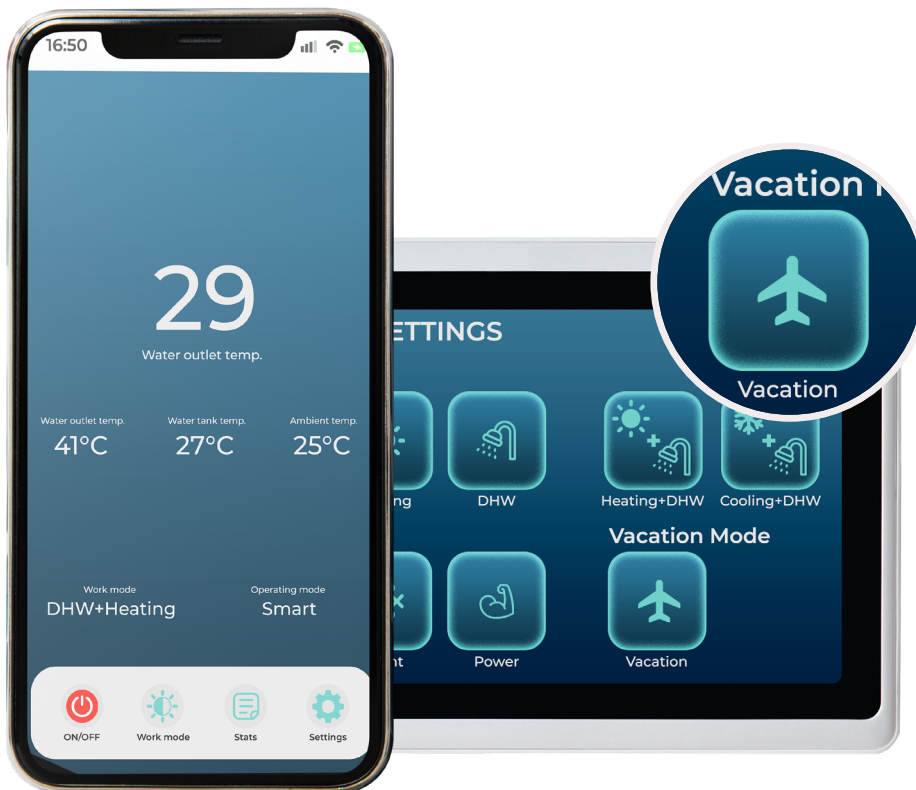 16:50
29
Water outlet temp.
Water outlet temp.
41°C
Water tank temp.
27°C
Ambient temp.
25°C
Work mode
DHW+Heating
Operating mode
Smart
ON/OFF
Work mode
Stats
Settings
ETTINGS
ng
DHW
Heating+DHW
Cooling+DHW
Vacation Mode
nt
Power
Vacation
Vacation
Vacation